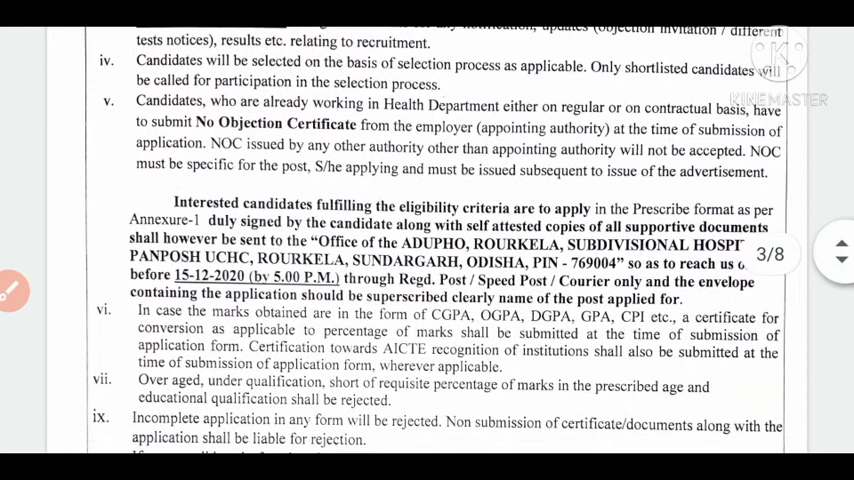 notification, updates (objection invitation / different
tests notices), results etc. relating to recruitment.
iv. Candidates will be selected on the basis of selection process as applicable. Only shortlisted candidates will
be called for participation in the selection process.
KINEMASTER
v. Candidates, who are already working in Health Department either on regular or on contractual basis, have
to submit No Objection Certificate from the employer (appointing authority) at the time of submission of
application. NOC issued by any other authority other than appointing authority will not be accepted. NOC
must be specific for the post, S/he applying and must be issued subsequent to issue of the advertisement.
Interested candidates fulfilling the eligibility criteria are to apply in the Prescribe format as per
Annexure-1 duly signed by the candidate along with self attested copies of all supportive documents
shall however be sent to the "Office of the ADUPHO, ROURKELA, SUBDIVISIONAL HOSPI
3/8
PANPOSH UCHC, ROURKELA, SUNDARGARH, ODISHA, PIN - 769004" so as to reach us
before 15-12-2020 (by 5.00 P.M.) through Regd. Post / Speed Post / Courier only and the envelope
containing the application should be superscribed clearly name of the post applied for.
vi. In case the marks obtained are in the form of CGPA, OGPA, DGPA, GPA, CPI etc., a certificate for
conversion as applicable to percentage of marks shall be submitted at the time of submission of
application form. Certification towards AICTE recognition of institutions shall also be submitted at the
time of submission of application form, wherever applicable.
vii. Over aged, under qualification, short of requisite percentage of marks in the prescribed age and
educational qualification shall be rejected.
ix. Incomplete application in any form will be rejected. Non submission of certificate/documents along with the
application shall be liable for rejection.